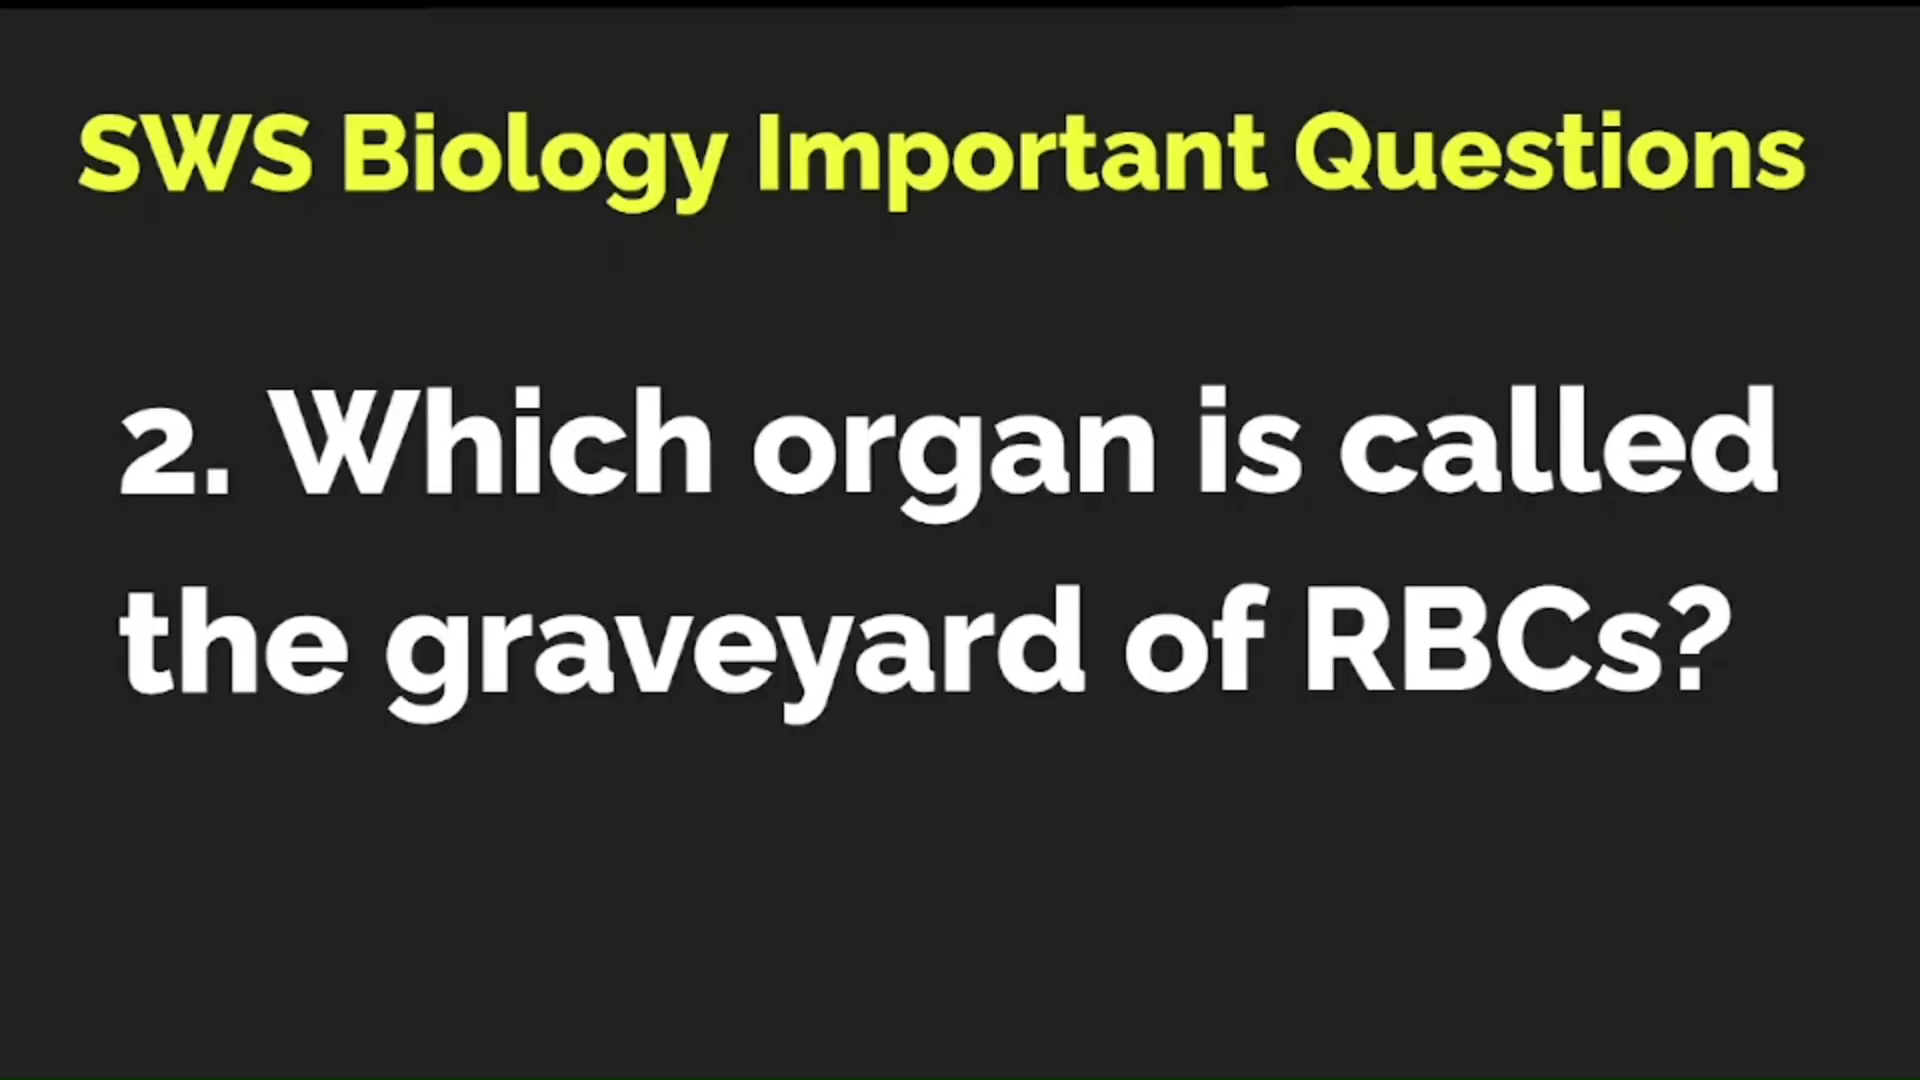 SWS Biology Important Questions
2. Which organ is called
the graveyard of RBCs?